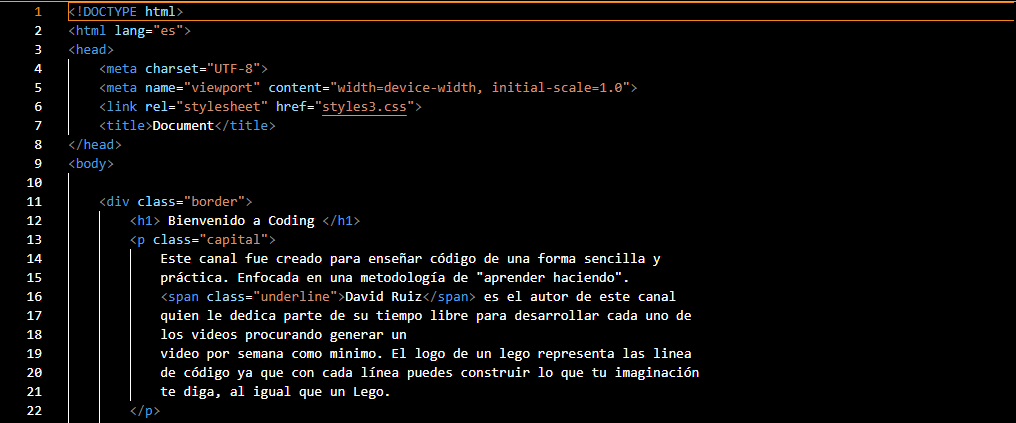 1 <!DOCTYPE html>
2 <html lang="es">
3 <head>
4     <meta charset="UTF-8">
5     <meta name="viewport" content="width=device-width, initial-scale=1.0">
6     <link rel="stylesheet" href="styles3.css">
7     <title>Document</title>
8 </head>
9 <body>
10
11     <div class="border">
12         <h1> Bienvenido a Coding </h1>
13         <p class="capital">
14             Este canal fue creado para enseñar código de una forma sencilla y
15             práctica. Enfocada en una metodología de "aprender haciendo".
16             <span class="underline">David Ruiz</span> es el autor de este canal
17             quien le dedica parte de su tiempo libre para desarrollar cada uno de
18             los videos procurando generar un
19             video por semana como minimo. El logo de un lego representa las linea
20             de código ya que con cada línea puedes construir lo que tu imaginación
21             te diga, al igual que un Lego.
22         </p>